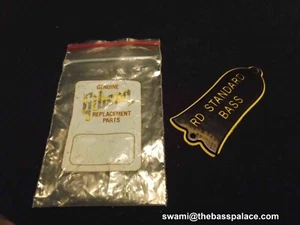 GENUINE
Gibson
REPLACEMENT
PARTS
RD STANDARD
BASS
swami@thebasspalace.com